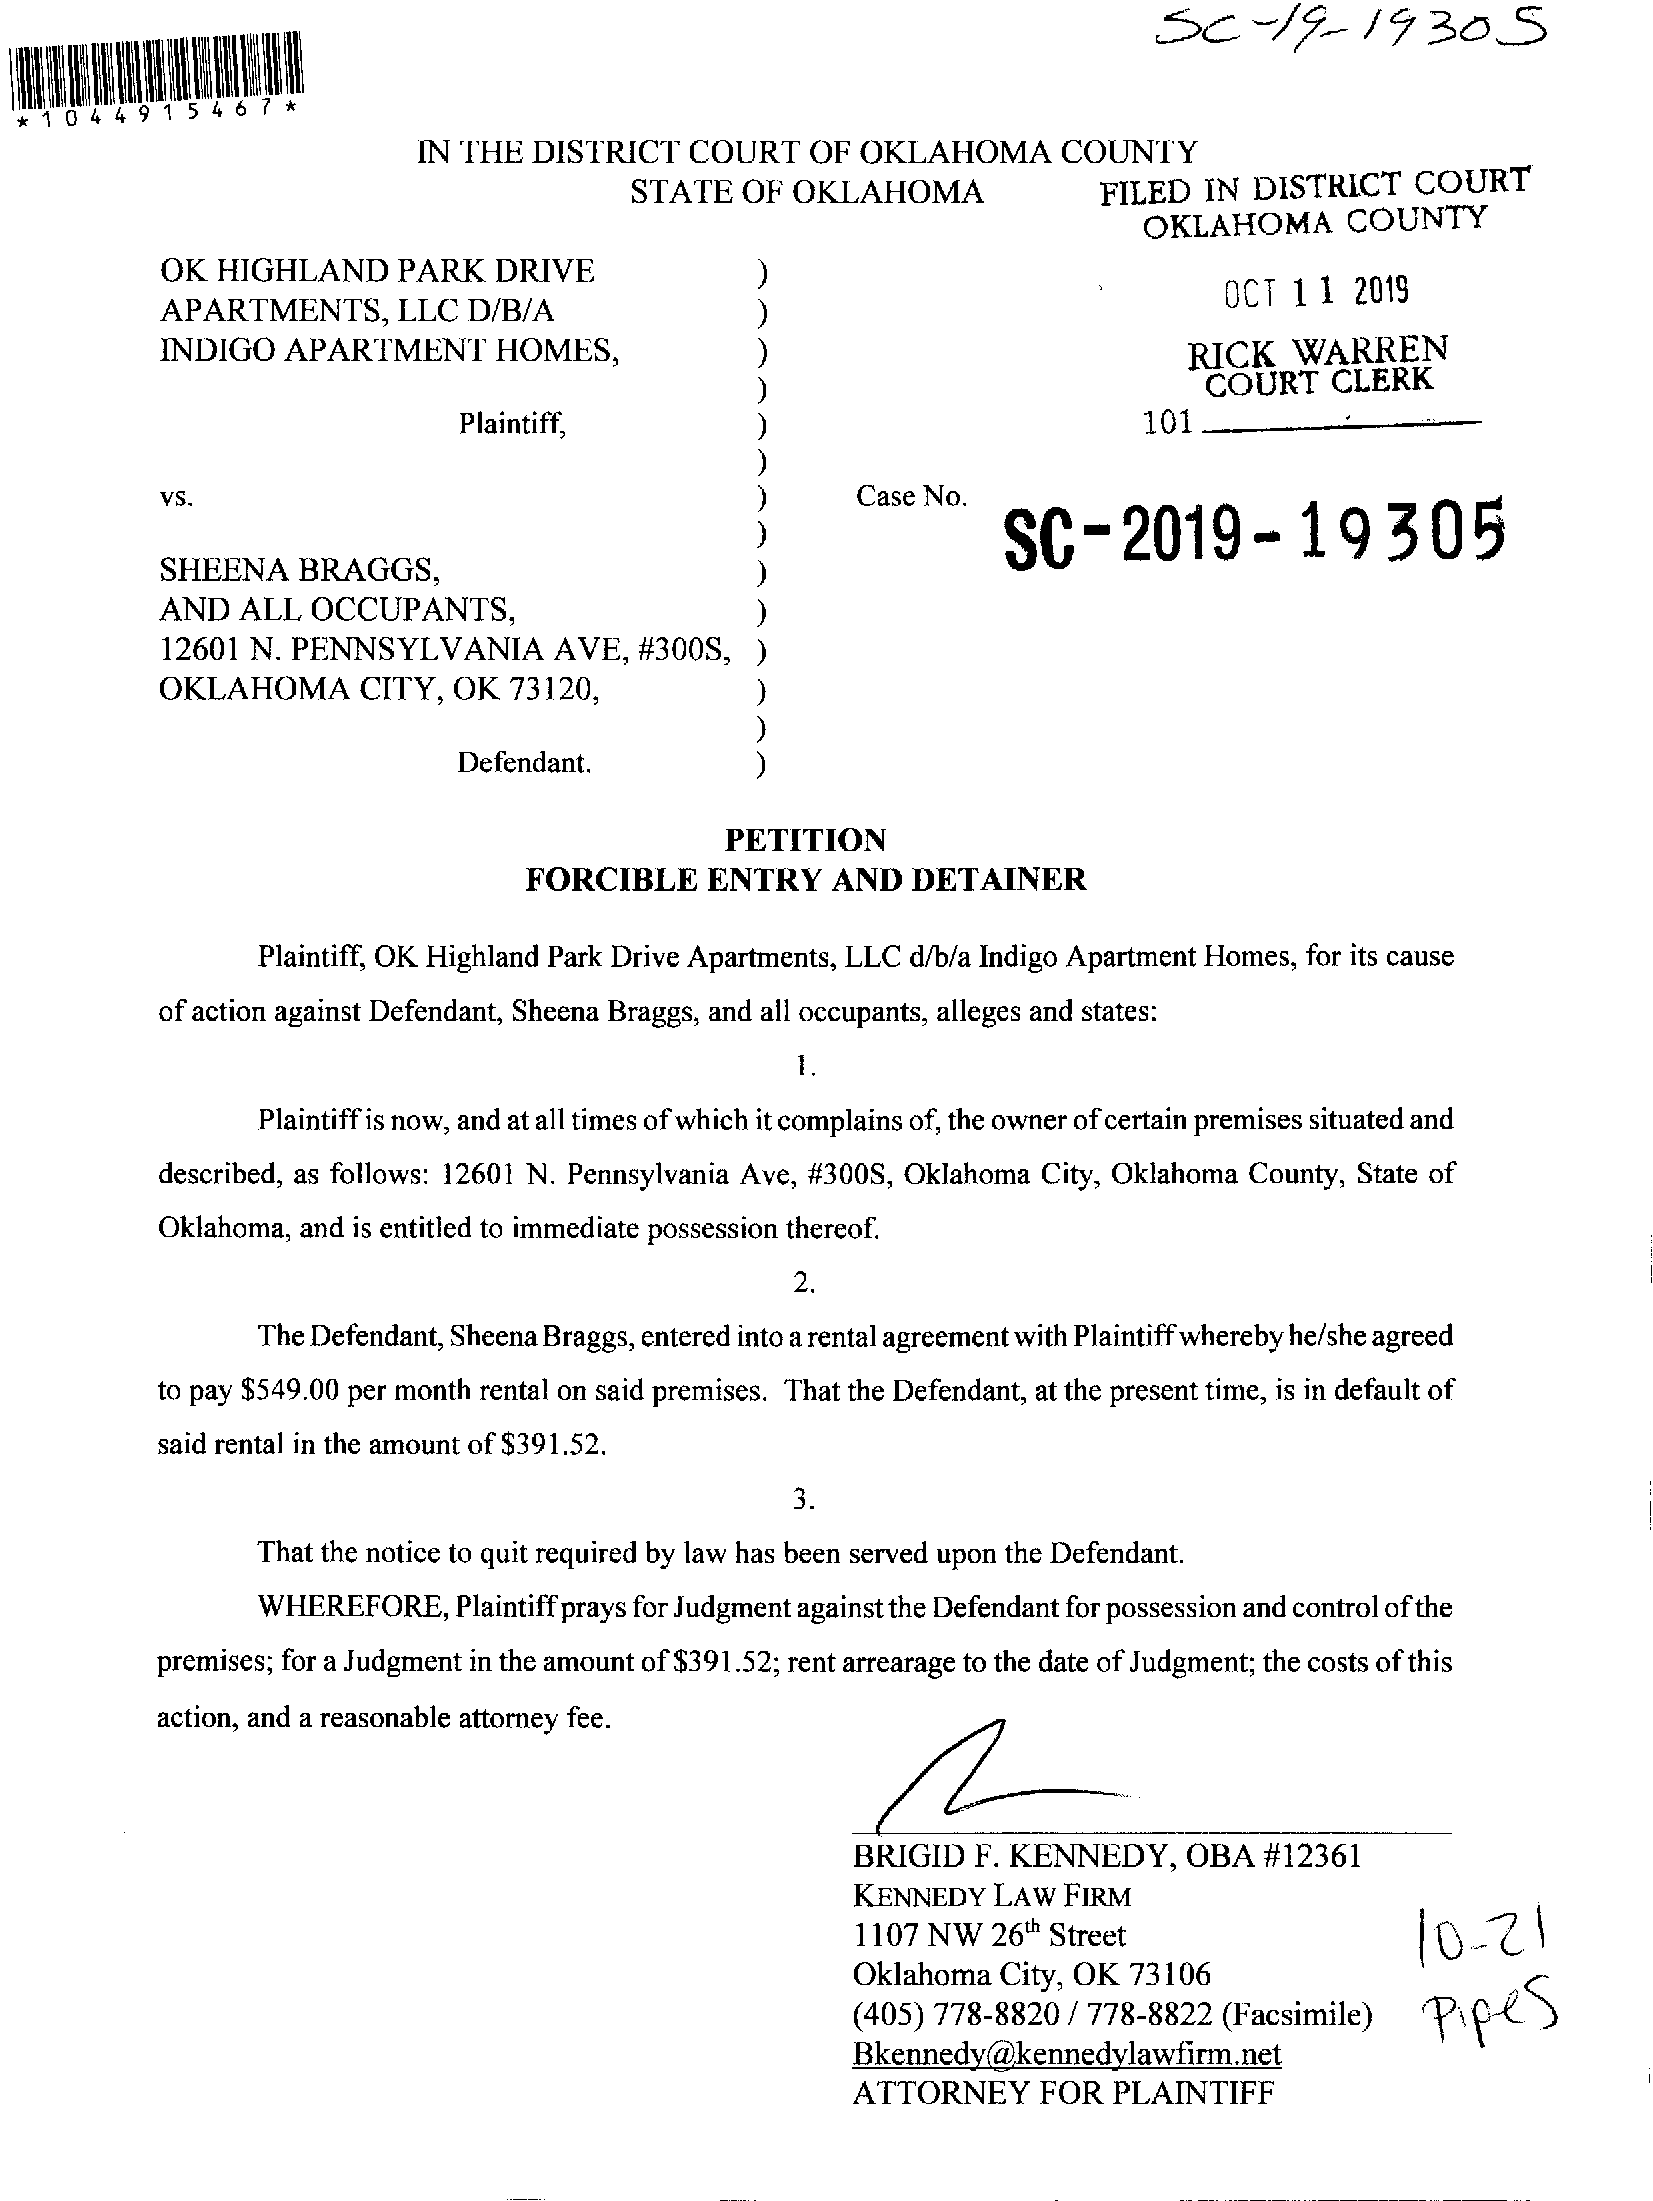 SC-19-19305
*1044915467*
IN THE DISTRICT COURT OF OKLAHOMA COUNTY
STATE OF OKLAHOMA
FILED IN DISTRICT COURT
OKLAHOMA COUNTY
OCT 11 2019
RICK WARREN
COURT CLERK
101
OK HIGHLAND PARK DRIVE )
APARTMENTS, LLC D/B/A )
INDIGO APARTMENT HOMES, )
)
Plaintiff, )
)
vs. ) Case No. SC-2019-19305
)
SHEENA BRAGGS, )
AND ALL OCCUPANTS, )
12601 N. PENNSYLVANIA AVE, #300S, )
OKLAHOMA CITY, OK 73120, )
)
Defendant. )
PETITION
FORCIBLE ENTRY AND DETAINER
Plaintiff, OK Highland Park Drive Apartments, LLC d/b/a Indigo Apartment Homes, for its cause
of action against Defendant, Sheena Braggs, and all occupants, alleges and states:
1.
Plaintiff is now, and at all times of which it complains of, the owner of certain premises situated and
described, as follows: 12601 N. Pennsylvania Ave, #300S, Oklahoma City, Oklahoma County, State of
Oklahoma, and is entitled to immediate possession thereof.
2.
The Defendant, Sheena Braggs, entered into a rental agreement with Plaintiff whereby he/she agreed
to pay $549.00 per month rental on said premises. That the Defendant, at the present time, is in default of
said rental in the amount of $391.52.
3.
That the notice to quit required by law has been served upon the Defendant.
WHEREFORE, Plaintiff prays for Judgment against the Defendant for possession and control of the
premises; for a Judgment in the amount of $391.52; rent arrearage to the date of Judgment; the costs of this
action, and a reasonable attorney fee.
BRIGID F. KENNEDY, OBA #12361
KENNEDY LAW FIRM
1107 NW 26th Street
Oklahoma City, OK 73106
(405) 778-8820 / 778-8822 (Facsimile)
Bkennedy@kennedylawfirm.net
ATTORNEY FOR PLAINTIFF
10-21
Pipes